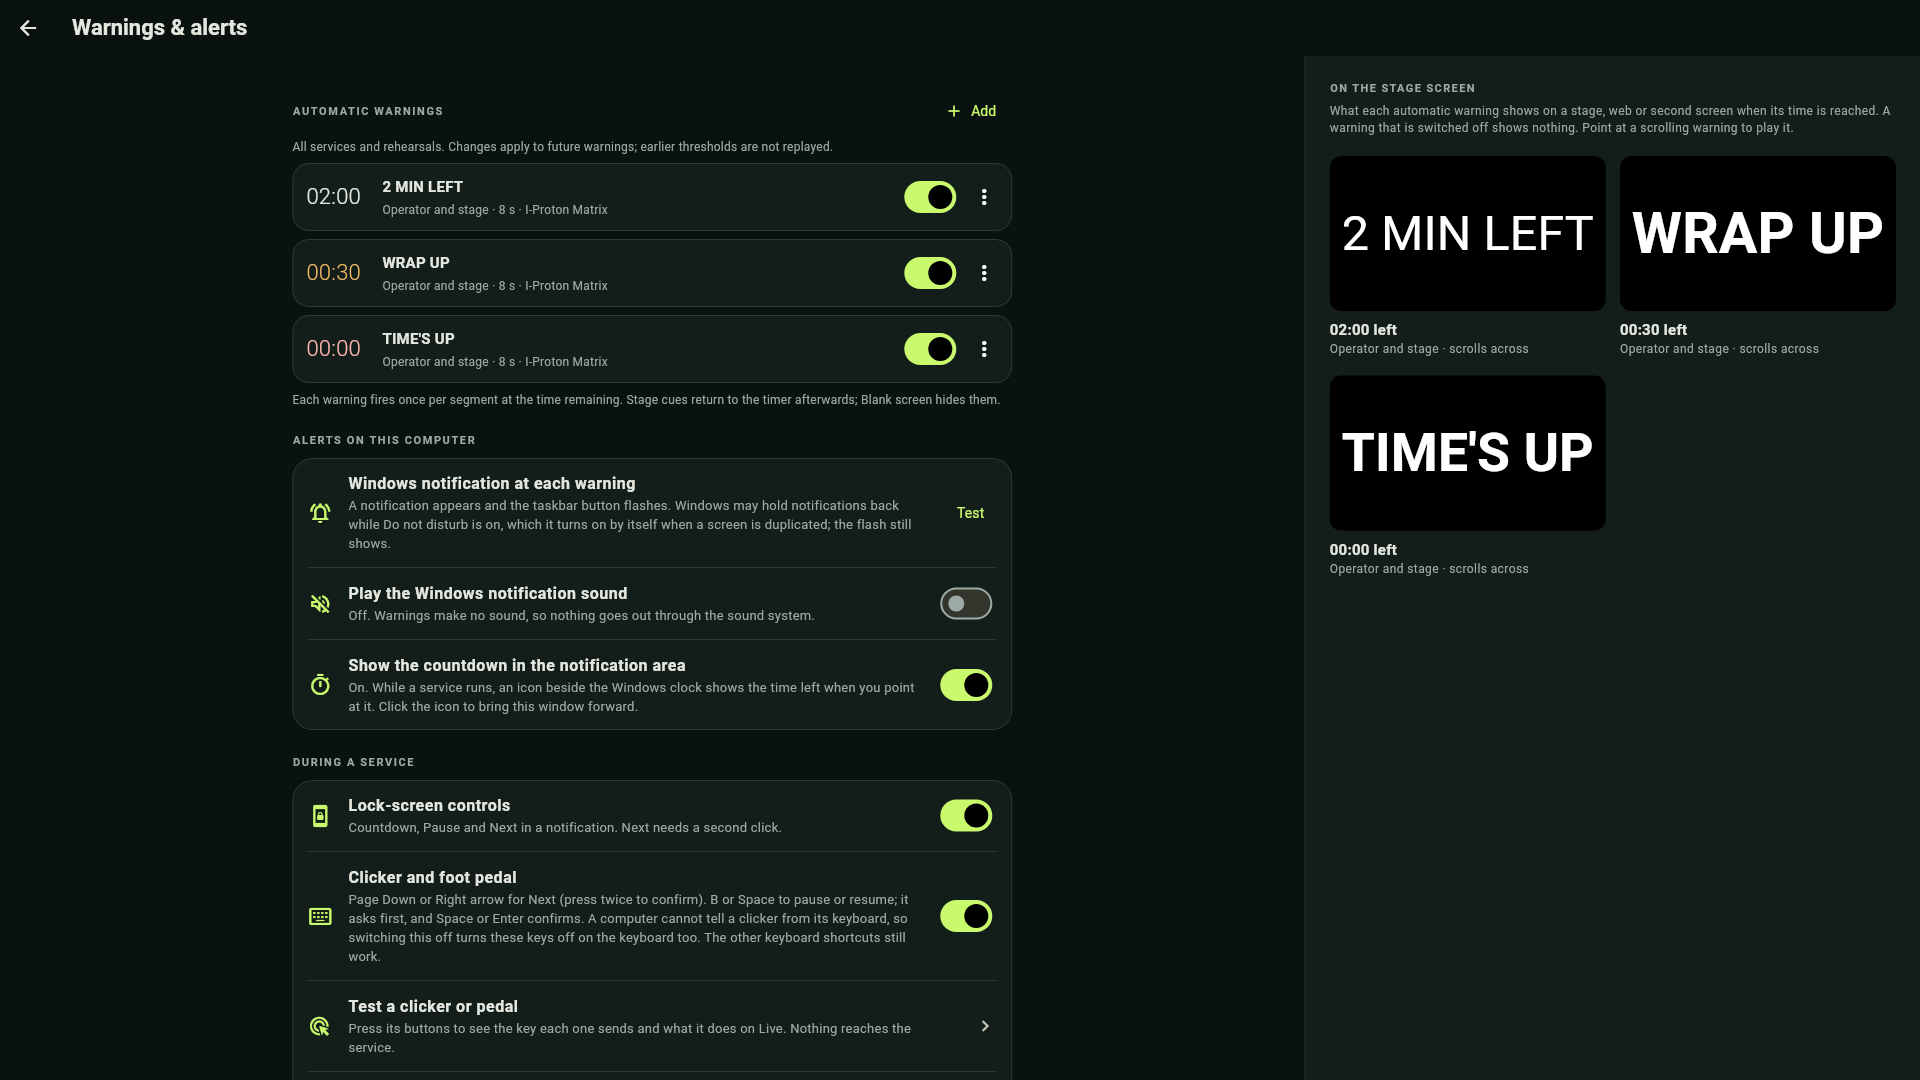 Warnings & alerts
AUTOMATIC WARNINGS
Add
All services and rehearsals. Changes apply to future warnings; earlier thresholds are not replayed.
02:00
2 MIN LEFT
Operator and stage · 8 s · I-Proton Matrix
00:30
WRAP UP
Operator and stage · 8 s · I-Proton Matrix
00:00
TIME'S UP
Operator and stage · 8 s · I-Proton Matrix
Each warning fires once per segment at the time remaining. Stage cues return to the timer afterwards; Blank screen hides them.
ALERTS ON THIS COMPUTER
Windows notification at each warning
A notification appears and the taskbar button flashes. Windows may hold notifications back
while Do not disturb is on, which it turns on by itself when a screen is duplicated; the flash still
shows.
Test
Play the Windows notification sound
Off. Warnings make no sound, so nothing goes out through the sound system.
Show the countdown in the notification area
On. While a service runs, an icon beside the Windows clock shows the time left when you point
at it. Click the icon to bring this window forward.
DURING A SERVICE
Lock-screen controls
Countdown, Pause and Next in a notification. Next needs a second click.
Clicker and foot pedal
Page Down or Right arrow for Next (press twice to confirm). B or Space to pause or resume; it
asks first, and Space or Enter confirms. A computer cannot tell a clicker from its keyboard, so
switching this off turns these keys off on the keyboard too. The other keyboard shortcuts still
work.
Test a clicker or pedal
Press its buttons to see the key each one sends and what it does on Live. Nothing reaches the
service.
ON THE STAGE SCREEN
What each automatic warning shows on a stage, web or second screen when its time is reached. A
warning that is switched off shows nothing. Point at a scrolling warning to play it.
2 MIN LEFT
02:00 left
Operator and stage · scrolls across
WRAP UP
00:30 left
Operator and stage · scrolls across
TIME'S UP
00:00 left
Operator and stage · scrolls across